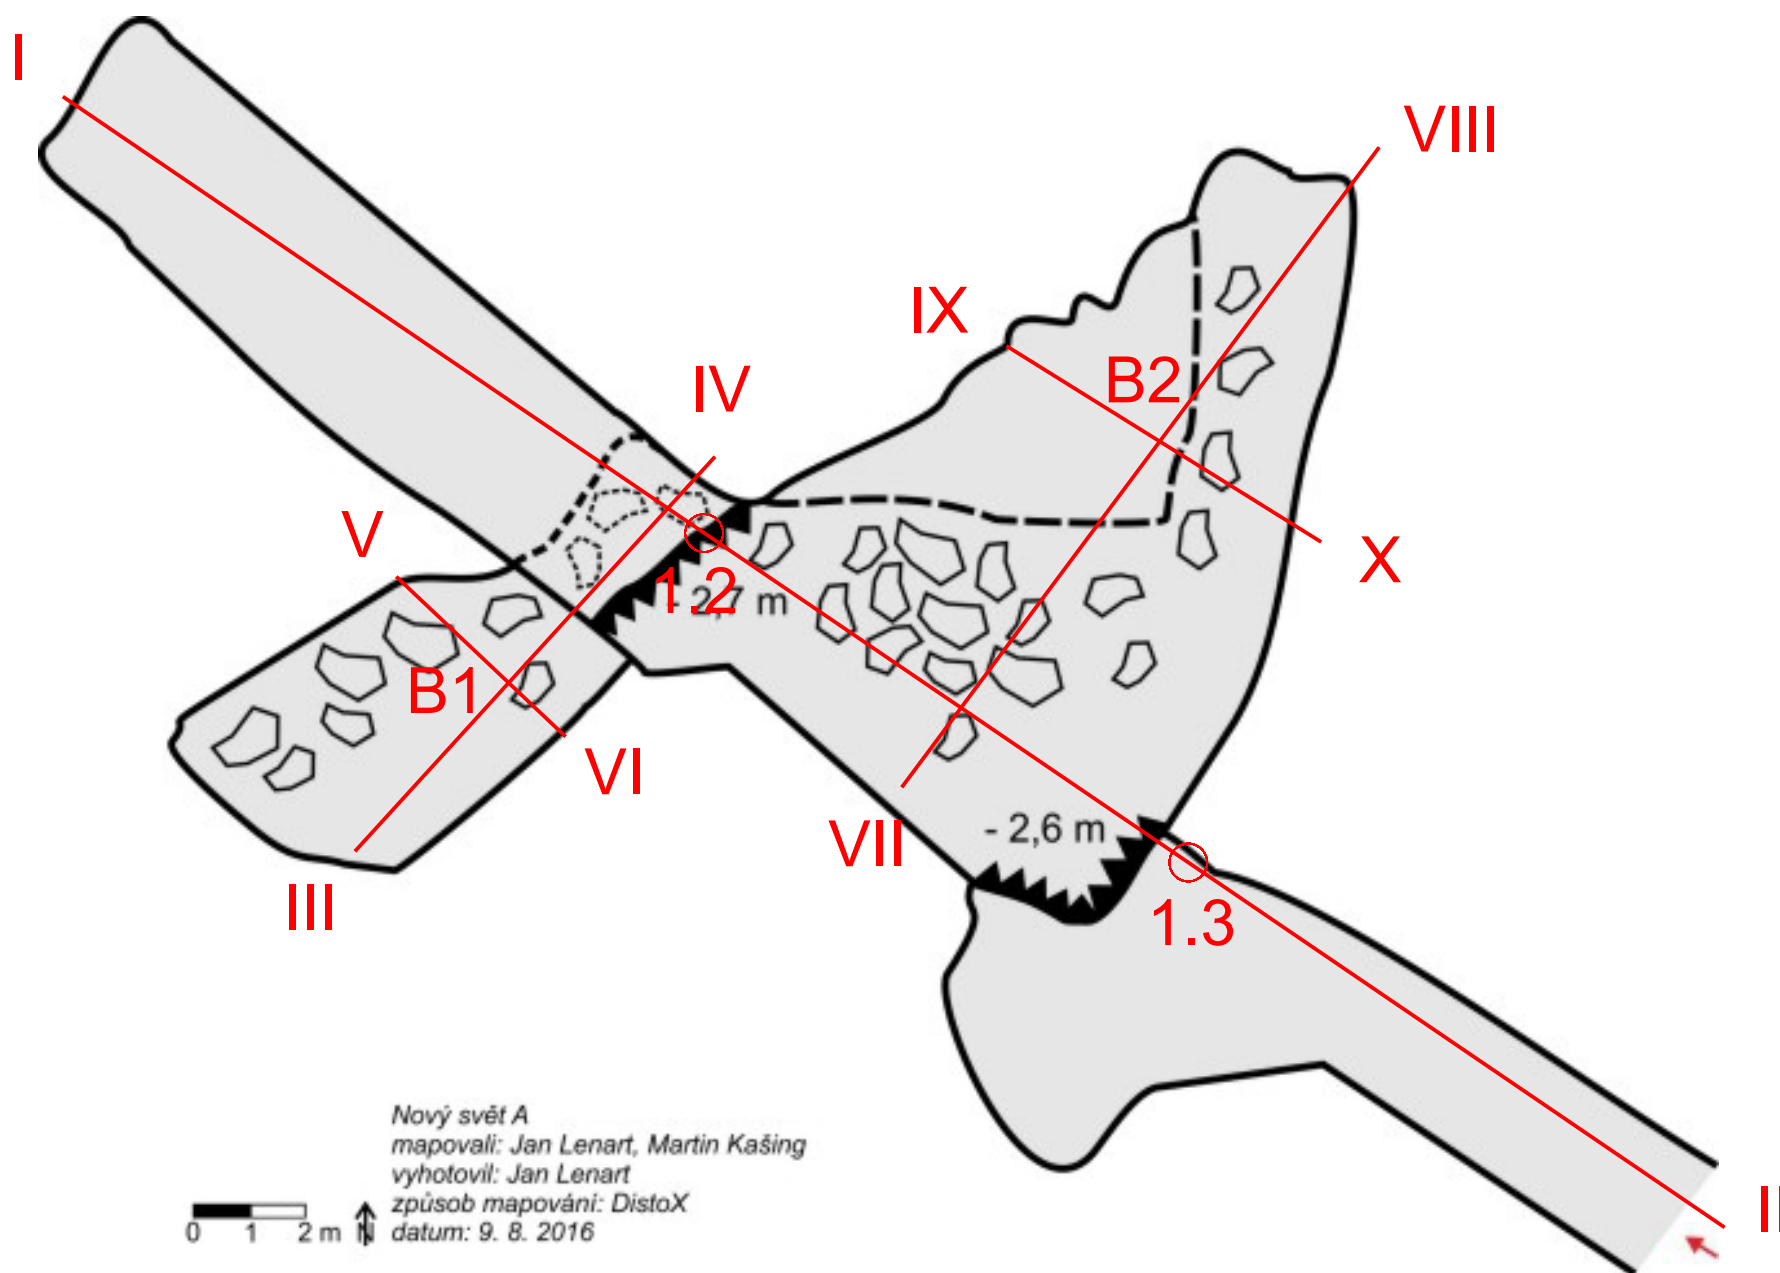 I
VIII
IX
B2
IV
V
X
1.2
- 2,7 m
B1
VI
- 2,6 m
VII
III
1.3
II
Nový svět A
mapovali: Jan Lenart, Martin Kašing
vyhotovil: Jan Lenart
způsob mapování: DistoX
datum: 9. 8. 2016
0 1 2 m N